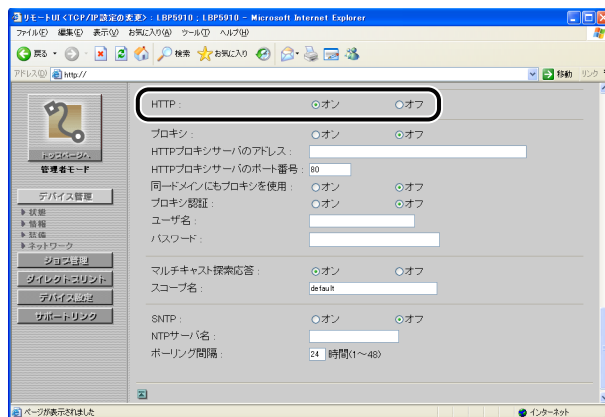 リモートUI <TCP/IP設定の変更> : LBP5910 ; LBP5910 - Microsoft Internet Explorer
ファイル(F) 編集(E) 表示(V) お気に入り(A) ツール(T) ヘルプ(H)
戻る 検索 お気に入り
アドレス(D) http:// 移動 リンク
HTTP : オン オフ
トップページへ
管理者モード
デバイス管理
状態
情報
装備
ネットワーク
ジョブ管理
ダイレクトプリント
デバイス設定
サポートリンク
プロキシ : オン オフ
HTTPプロキシサーバのアドレス :
HTTPプロキシサーバのポート番号 : 80
同一ドメインにもプロキシを使用 : オン オフ
プロキシ認証 : オン オフ
ユーザ名 :
パスワード :
マルチキャスト探索応答 : オン オフ
スコープ名 : default
SNTP : オン オフ
NTPサーバ名 :
ポーリング間隔 : 24 時間(1～48)
ページが表示されました インターネット